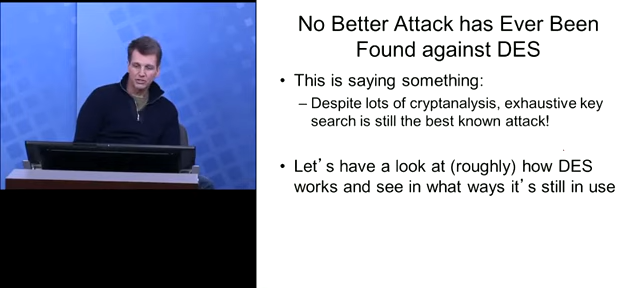 No Better Attack has Ever Been
Found against DES
• This is saying something:
– Despite lots of cryptanalysis, exhaustive key
search is still the best known attack!
• Let's have a look at (roughly) how DES
works and see in what ways it's still in use